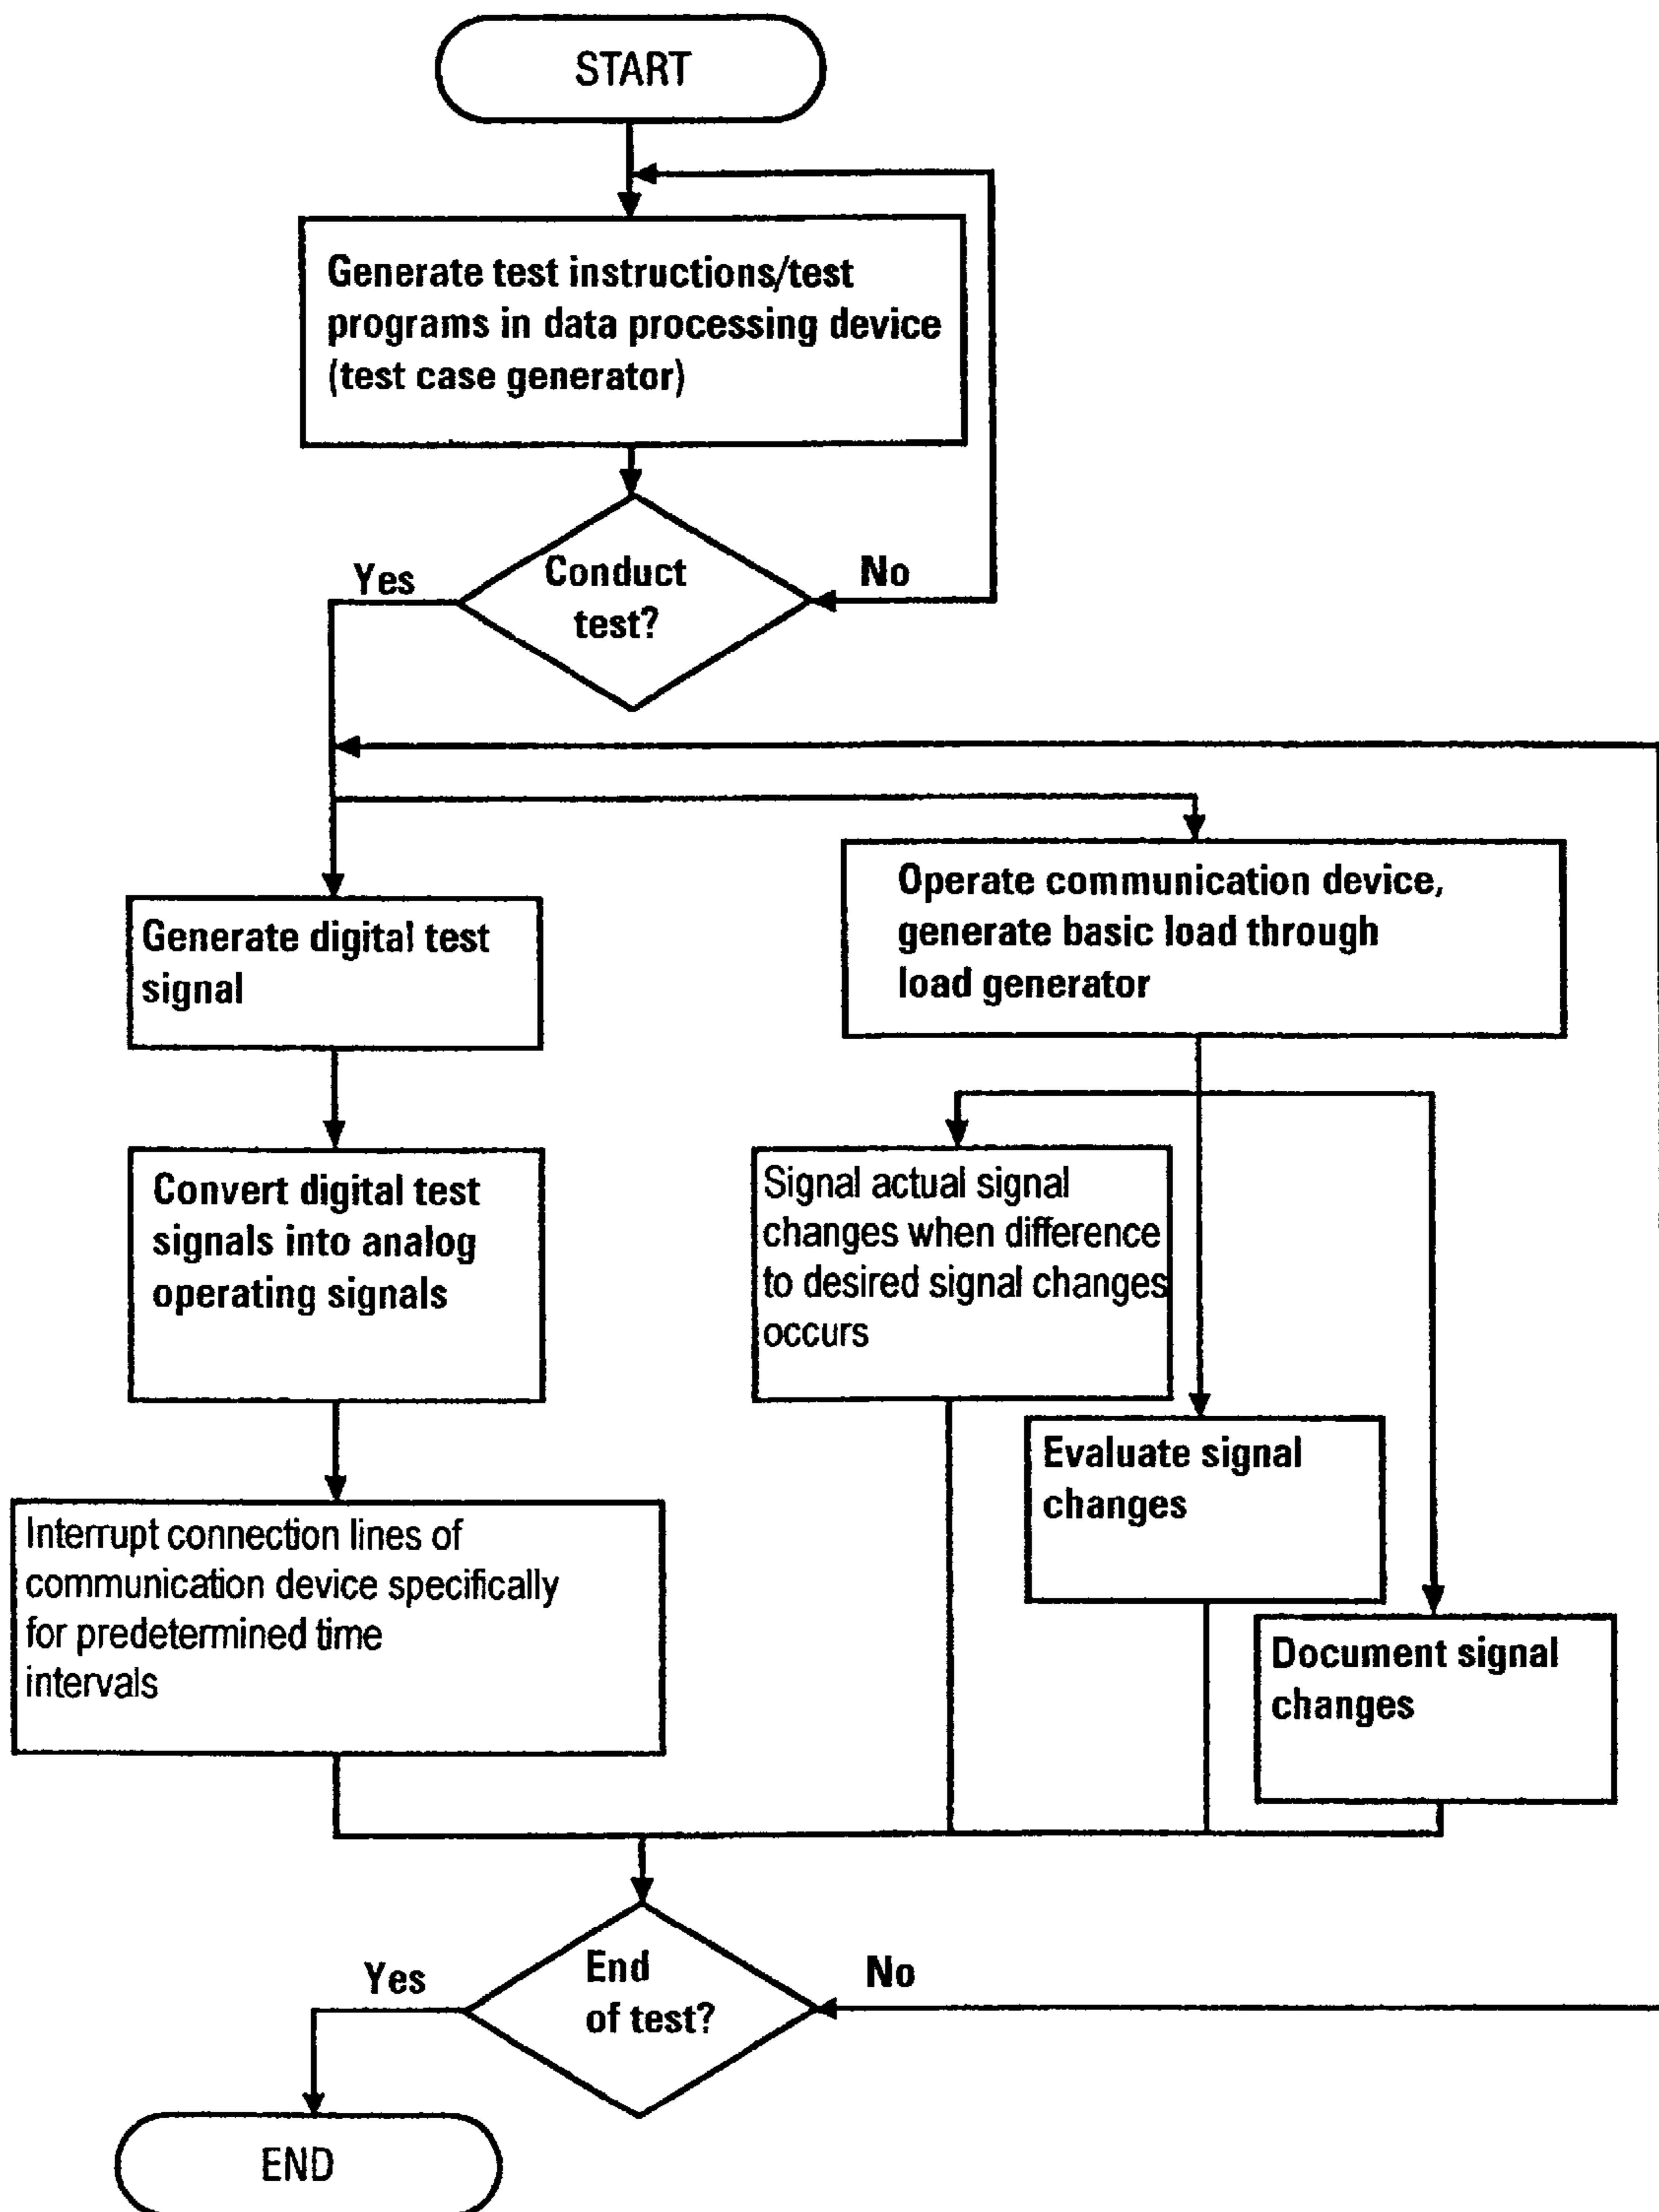 START
Generate test instructions/test
programs in data processing device
(test case generator)
Yes
Conduct
test?
No
Generate digital test
signal
Operate communication device,
generate basic load through
load generator
Convert digital test
signals into analog
operating signals
Signal actual signal
changes when difference
to desired signal changes
occurs
Evaluate signal
changes
Interrupt connection lines of
communication device specifically
for predetermined time
intervals
Document signal
changes
Yes
End
of test?
No
END